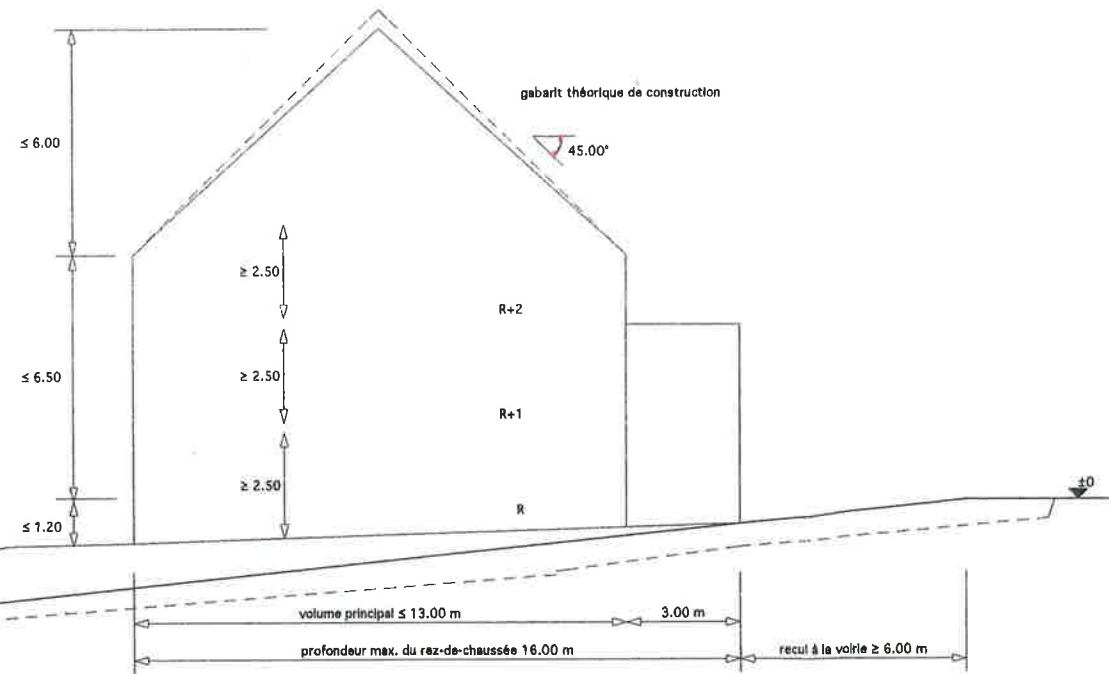 gabarit théorique de construction
≤ 6.00
45.00°
≥ 2.50
R+2
≤ 6.50
≥ 2.50
R+1
≥ 2.50
R
±0
≤ 1.20
volume principal ≤ 13.00 m
3.00 m
profondeur max. du rez-de-chaussée 16.00 m
recul à la voirie ≥ 6.00 m